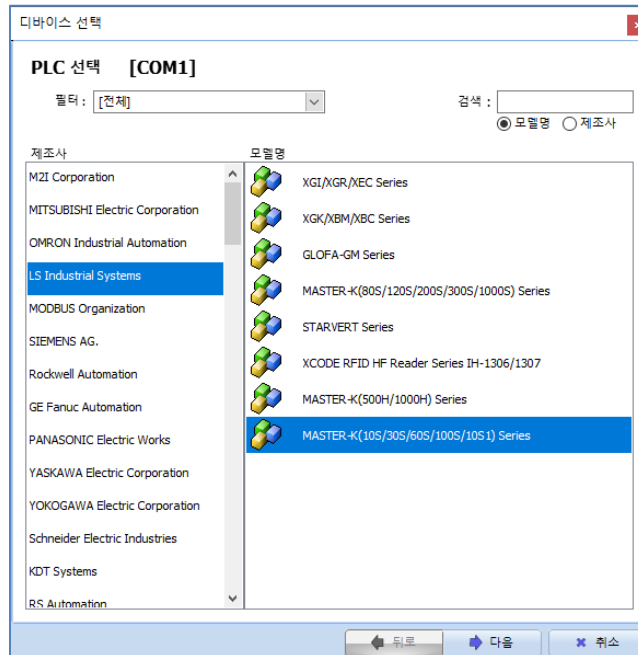 디바이스 선택
PLC 선택 [COM1]
필터 : [전체]
검색 :
모델명 제조사
제조사
M2I Corporation
MITSUBISHI Electric Corporation
OMRON Industrial Automation
LS Industrial Systems
MODBUS Organization
SIEMENS AG.
Rockwell Automation
GE Fanuc Automation
PANASONIC Electric Works
YASKAWA Electric Corporation
YOKOGAWA Electric Corporation
Schneider Electric Industries
KDT Systems
RS Automation
모델명
XGI/XGR/XEC Series
XGK/XBM/XBC Series
GLOFA-GM Series
MASTER-K(80S/120S/200S/300S/1000S) Series
STARVERT Series
XCODE RFID HF Reader Series IH-1306/1307
MASTER-K(500H/1000H) Series
MASTER-K(10S/30S/60S/100S/10S1) Series
뒤로
다음
취소